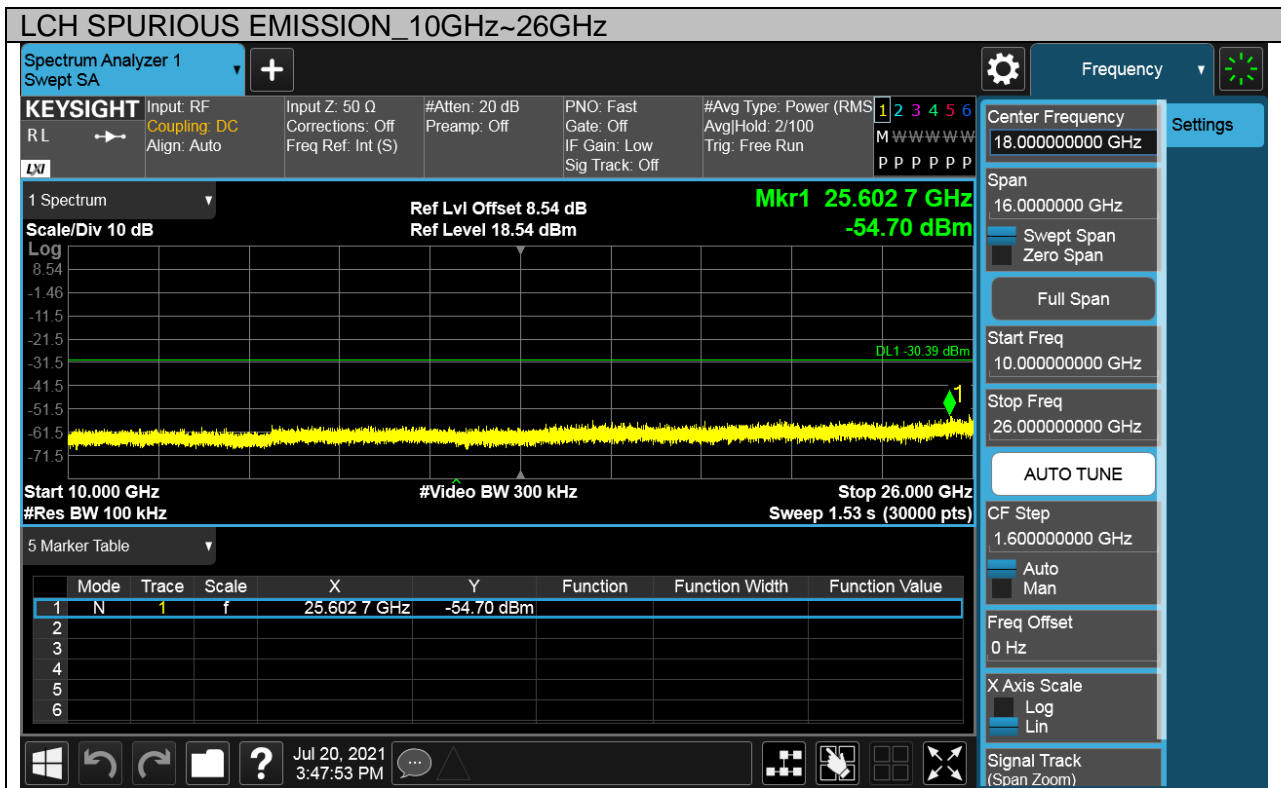 LCH SPURIOUS EMISSION_10GHz~26GHz
Spectrum Analyzer 1
Swept SA
+
Frequency
KEYSIGHT
RL
LXI
Input: RF
Coupling: DC
Align: Auto
Input Z: 50 Ω
Corrections: Off
Freq Ref: Int (S)
#Atten: 20 dB
Preamp: Off
PNO: Fast
Gate: Off
IF Gain: Low
Sig Track: Off
#Avg Type: Power (RMS
Avg|Hold: 2/100
Trig: Free Run
1 2 3 4 5 6
M W W W W W
P P P P P P
1 Spectrum
Scale/Div 10 dB
Ref Lvl Offset 8.54 dB
Ref Level 18.54 dBm
Mkr1 25.602 7 GHz
-54.70 dBm
Log
8.54
-1.46
-11.5
-21.5
-31.5
-41.5
-51.5
-61.5
-71.5
DL1 -30.39 dBm
1
Start 10.000 GHz
#Res BW 100 kHz
#Video BW 300 kHz
Stop 26.000 GHz
Sweep 1.53 s (30000 pts)
5 Marker Table
Mode Trace Scale X Y Function Function Width Function Value
1 N 1 f 25.602 7 GHz -54.70 dBm
2
3
4
5
6
Jul 20, 2021
3:47:53 PM
?
Center Frequency
18.000000000 GHz
Settings
Span
16.0000000 GHz
Swept Span
Zero Span
Full Span
Start Freq
10.000000000 GHz
Stop Freq
26.000000000 GHz
AUTO TUNE
CF Step
1.600000000 GHz
Auto
Man
Freq Offset
0 Hz
X Axis Scale
Log
Lin
Signal Track
(Span Zoom)